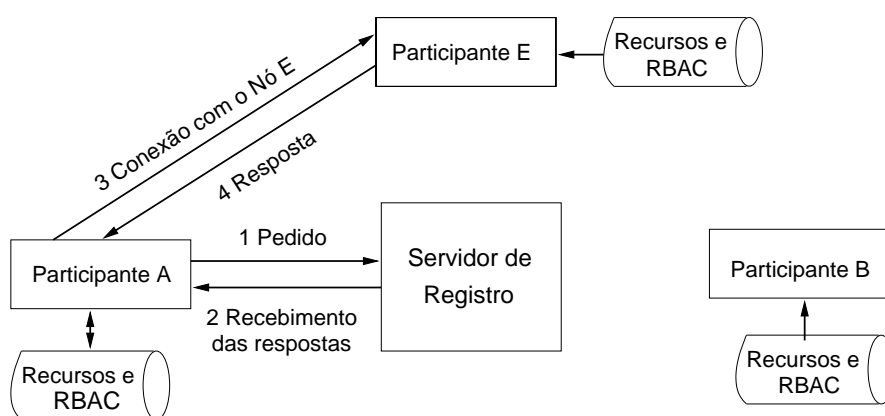 Participante E
Recursos e
RBAC
3 Conexão com o Nó E
4 Resposta
Participante A
1 Pedido
2 Recebimento
das respostas
Servidor de
Registro
Participante B
Recursos e
RBAC
Recursos e
RBAC